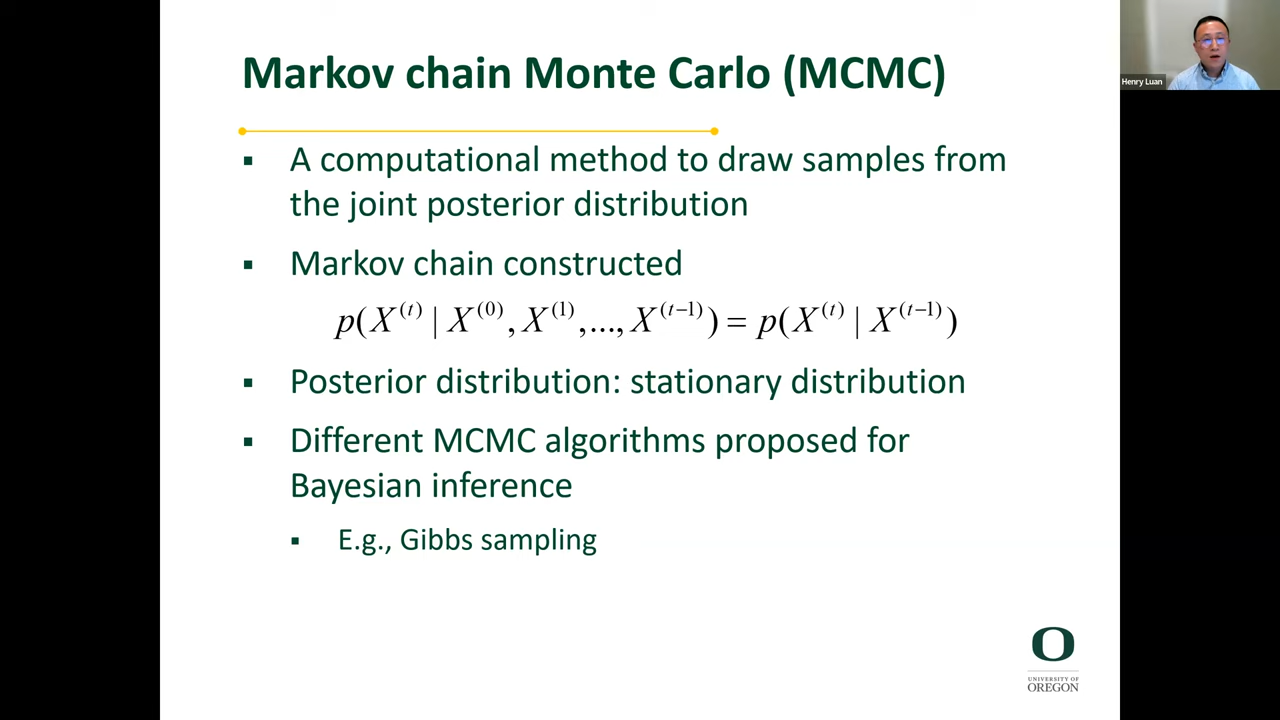 Markov chain Monte Carlo (MCMC)
Henry Luan
▪ A computational method to draw samples from
the joint posterior distribution
▪ Markov chain constructed
p(X^(t) | X^(0), X^(1),..., X^(t−1)) = p(X^(t) | X^(t−1))
▪ Posterior distribution: stationary distribution
▪ Different MCMC algorithms proposed for
Bayesian inference
▪ E.g., Gibbs sampling
O
UNIVERSITY OF
OREGON